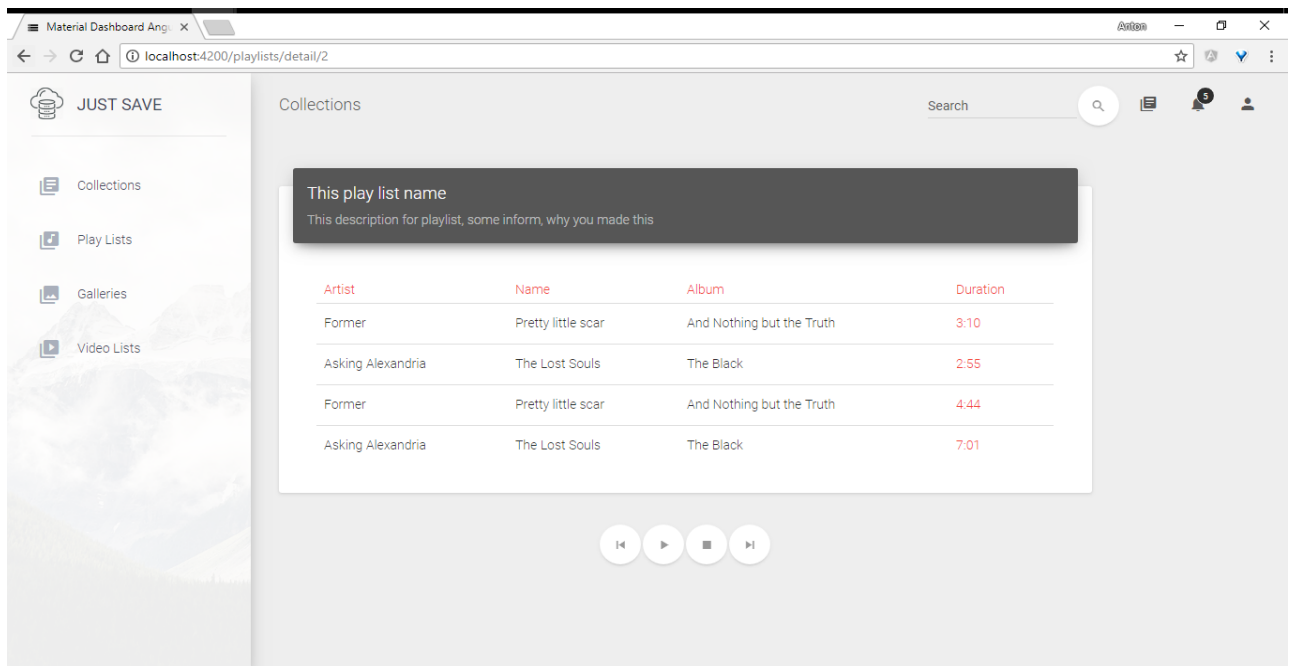 Material Dashboard Angu
Anton
localhost:4200/playlists/detail/2
JUST SAVE
Collections
Search
5
Collections
Play Lists
Galleries
Video Lists
This play list name
This description for playlist, some inform, why you made this
Artist Name Album Duration
Former Pretty little scar And Nothing but the Truth 3:10
Asking Alexandria The Lost Souls The Black 2:55
Former Pretty little scar And Nothing but the Truth 4:44
Asking Alexandria The Lost Souls The Black 7:01